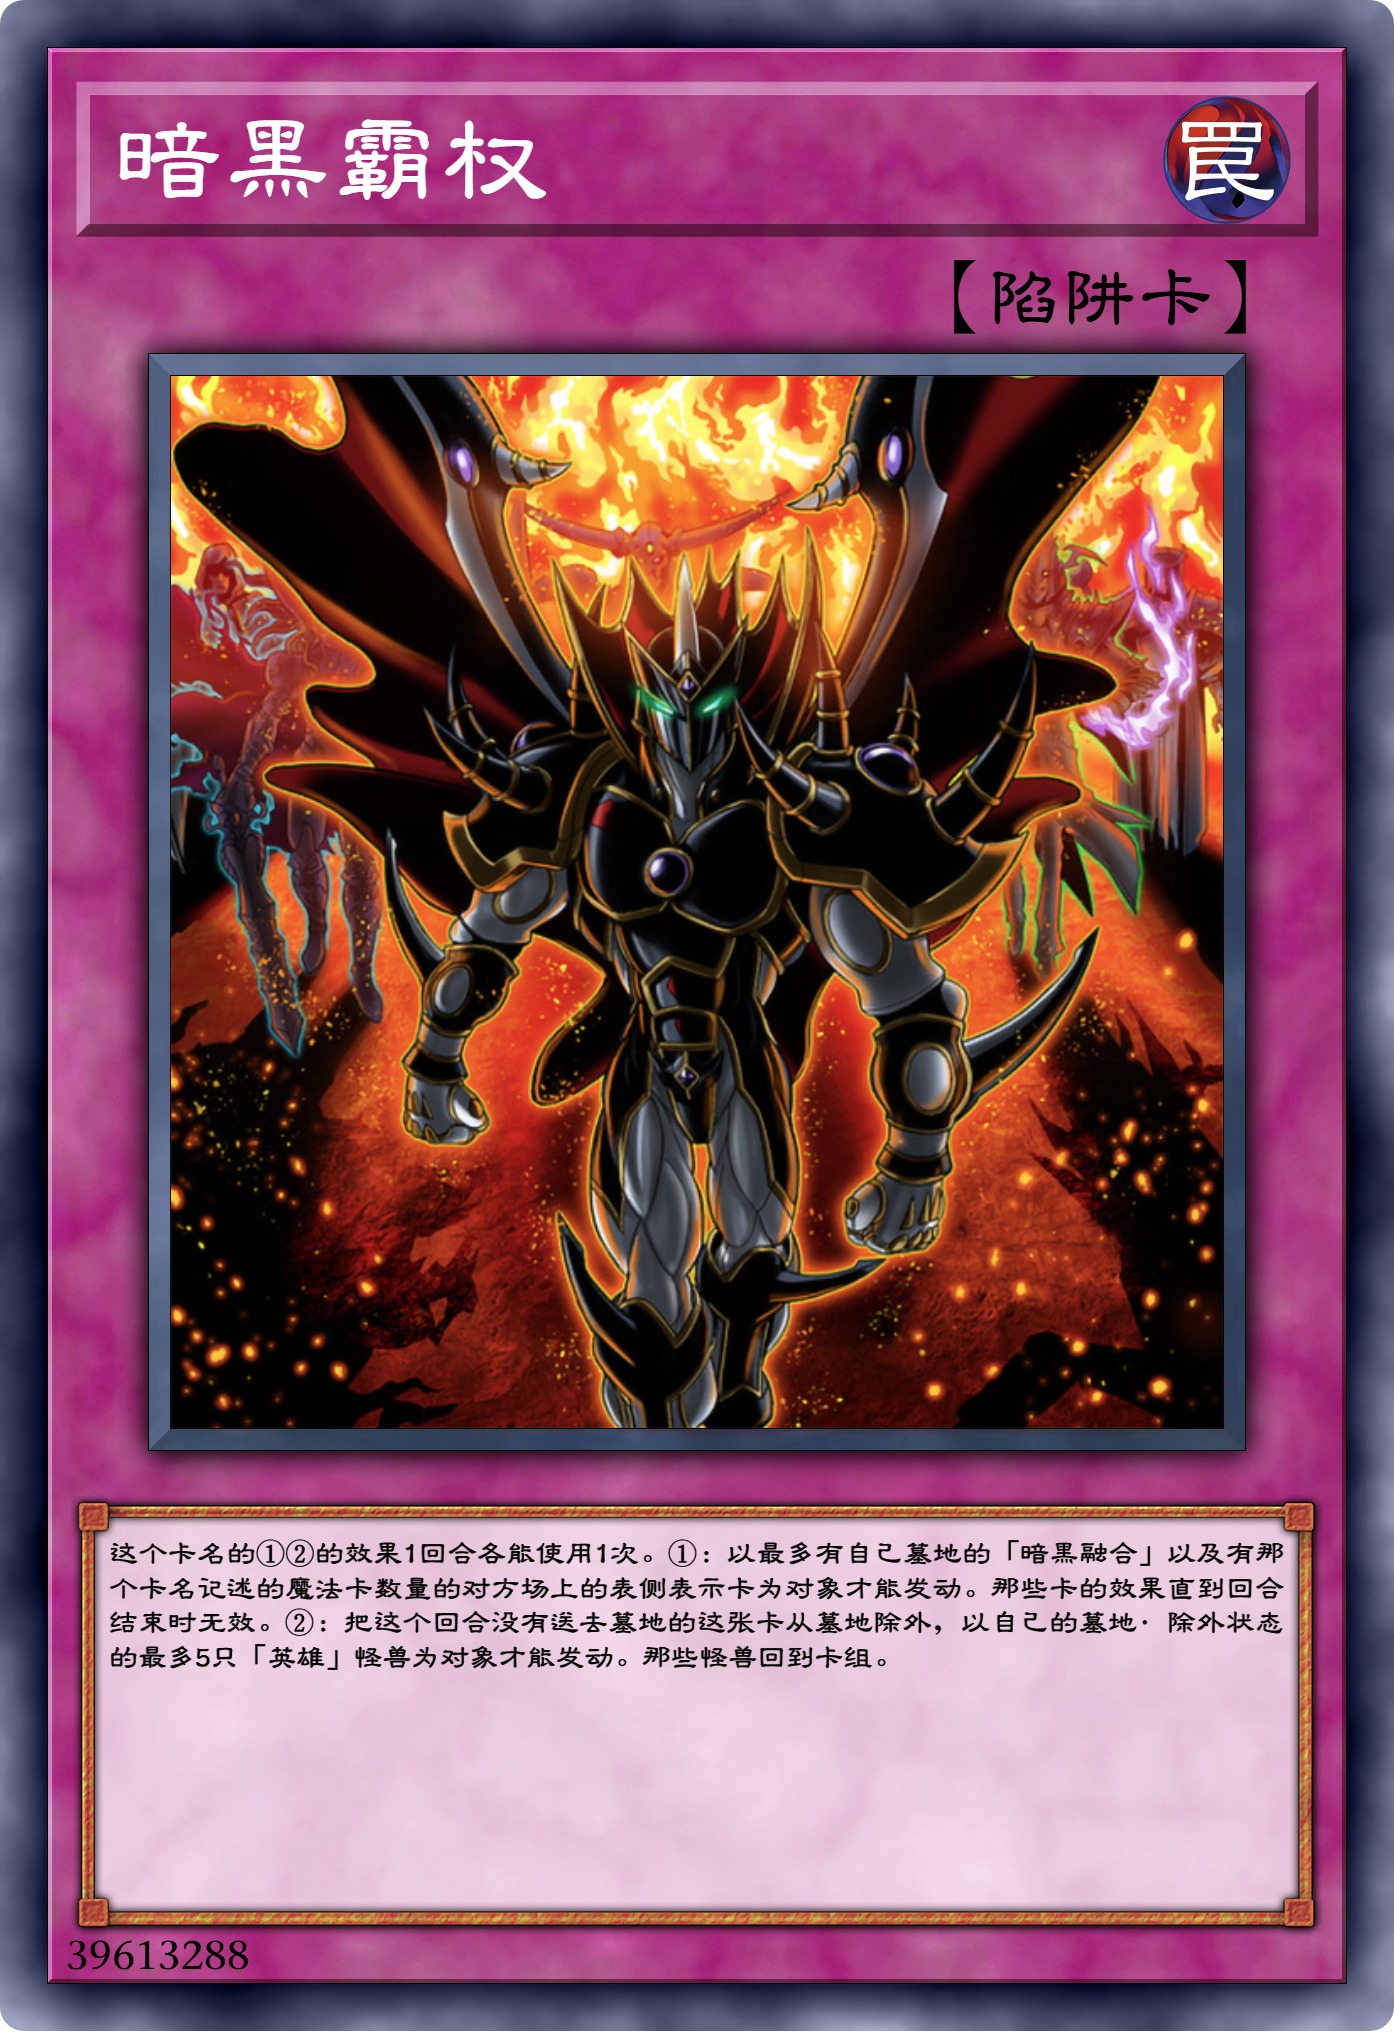 暗黑霸权
罠
【陷阱卡】
这个卡名的①②的效果1回合各能使用1次。①：以最多有自己墓地的「暗黑融合」以及有那
个卡名记述的魔法卡数量的对方场上的表侧表示卡为对象才能发动。那些卡的效果直到回合
结束时无效。②：把这个回合没有送去墓地的这张卡从墓地除外，以自己的墓地·除外状态
的最多5只「英雄」怪兽为对象才能发动。那些怪兽回到卡组。
39613288